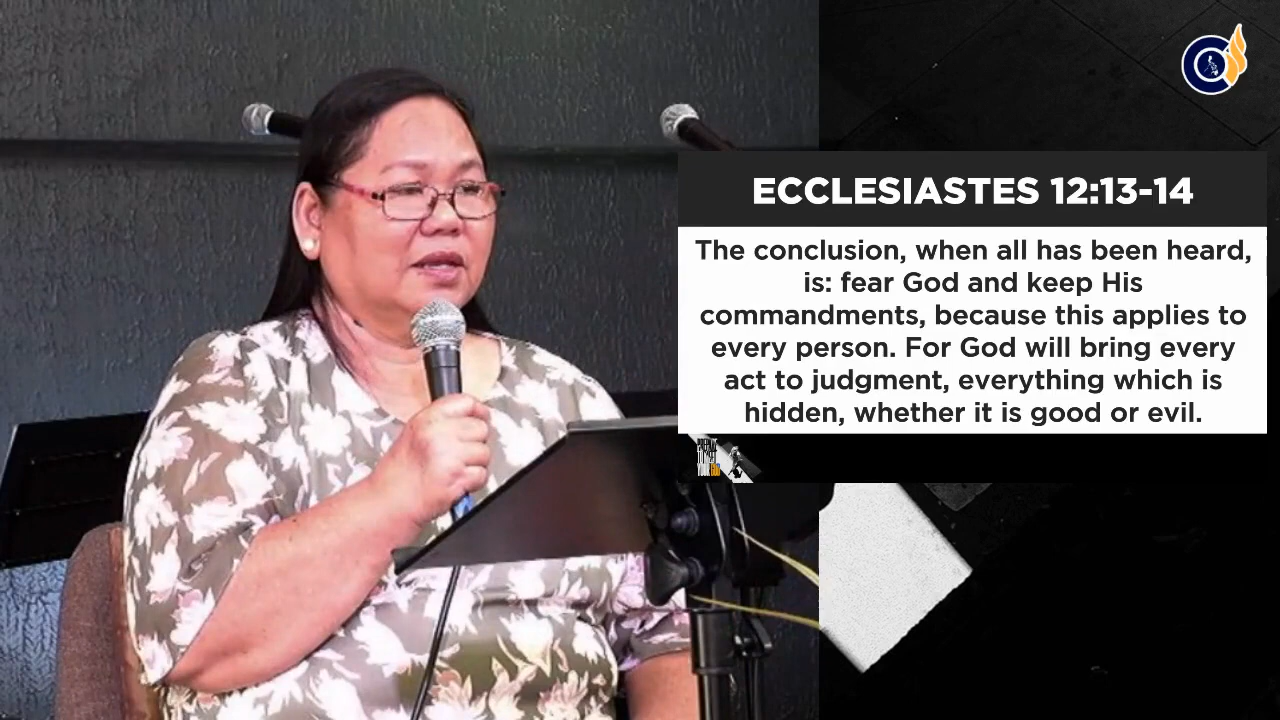 ECCLESIASTES 12:13-14
The conclusion, when all has been heard,
is: fear God and keep His
commandments, because this applies to
every person. For God will bring every
act to judgment, everything which is
hidden, whether it is good or evil.